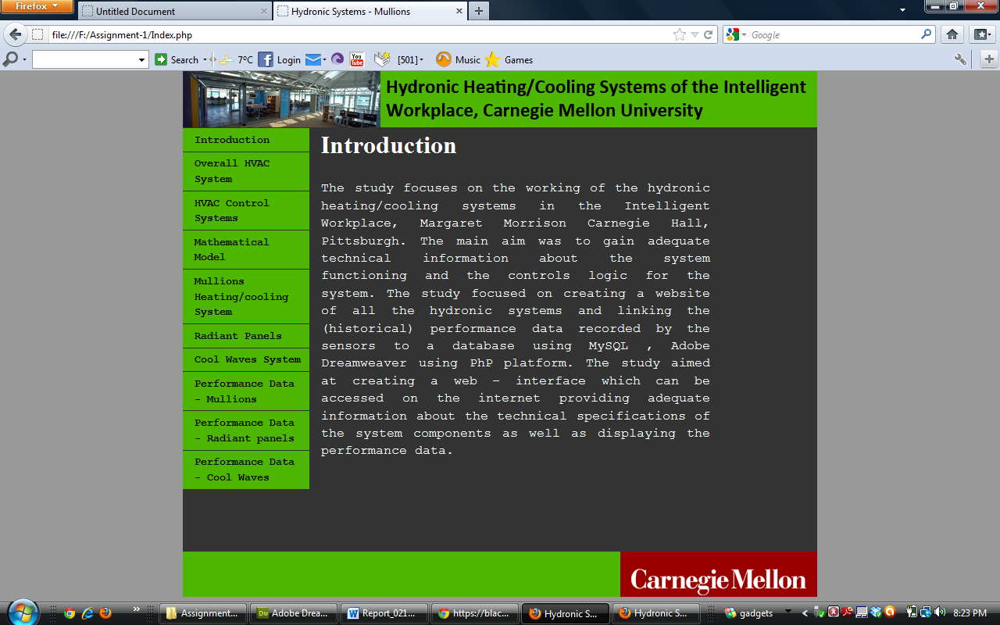 Firefox
Untitled Document
Hydronic Systems - Mullions
file:///F:/Assignment-1/Index.php
Google
Search
7°C
Login
You
Tube
[501]
Music
Games
Hydronic Heating/Cooling Systems of the Intelligent
Workplace, Carnegie Mellon University
Introduction
Overall HVAC
System
HVAC Control
Systems
Mathematical
Model
Mullions
Heating/cooling
System
Radiant Panels
Cool Waves System
Performance Data
- Mullions
Performance Data
- Radiant panels
Performance Data
- Cool Waves
Introduction
The study focuses on the working of the hydronic
heating/cooling systems in the Intelligent
Workplace, Margaret Morrison Carnegie Hall,
Pittsburgh. The main aim was to gain adequate
technical information about the system
functioning and the controls logic for the
system. The study focused on creating a website
of all the hydronic systems and linking the
(historical) performance data recorded by the
sensors to a database using MySQL , Adobe
Dreamweaver using PhP platform. The study aimed
at creating a web – interface which can be
accessed on the internet providing adequate
information about the technical specifications of
the system components as well as displaying the
performance data.
Carnegie Mellon
Assignment...
Adobe Drea...
Report_021...
https://blac...
Hydronic S...
Hydronic S...
gadgets
8:23 PM